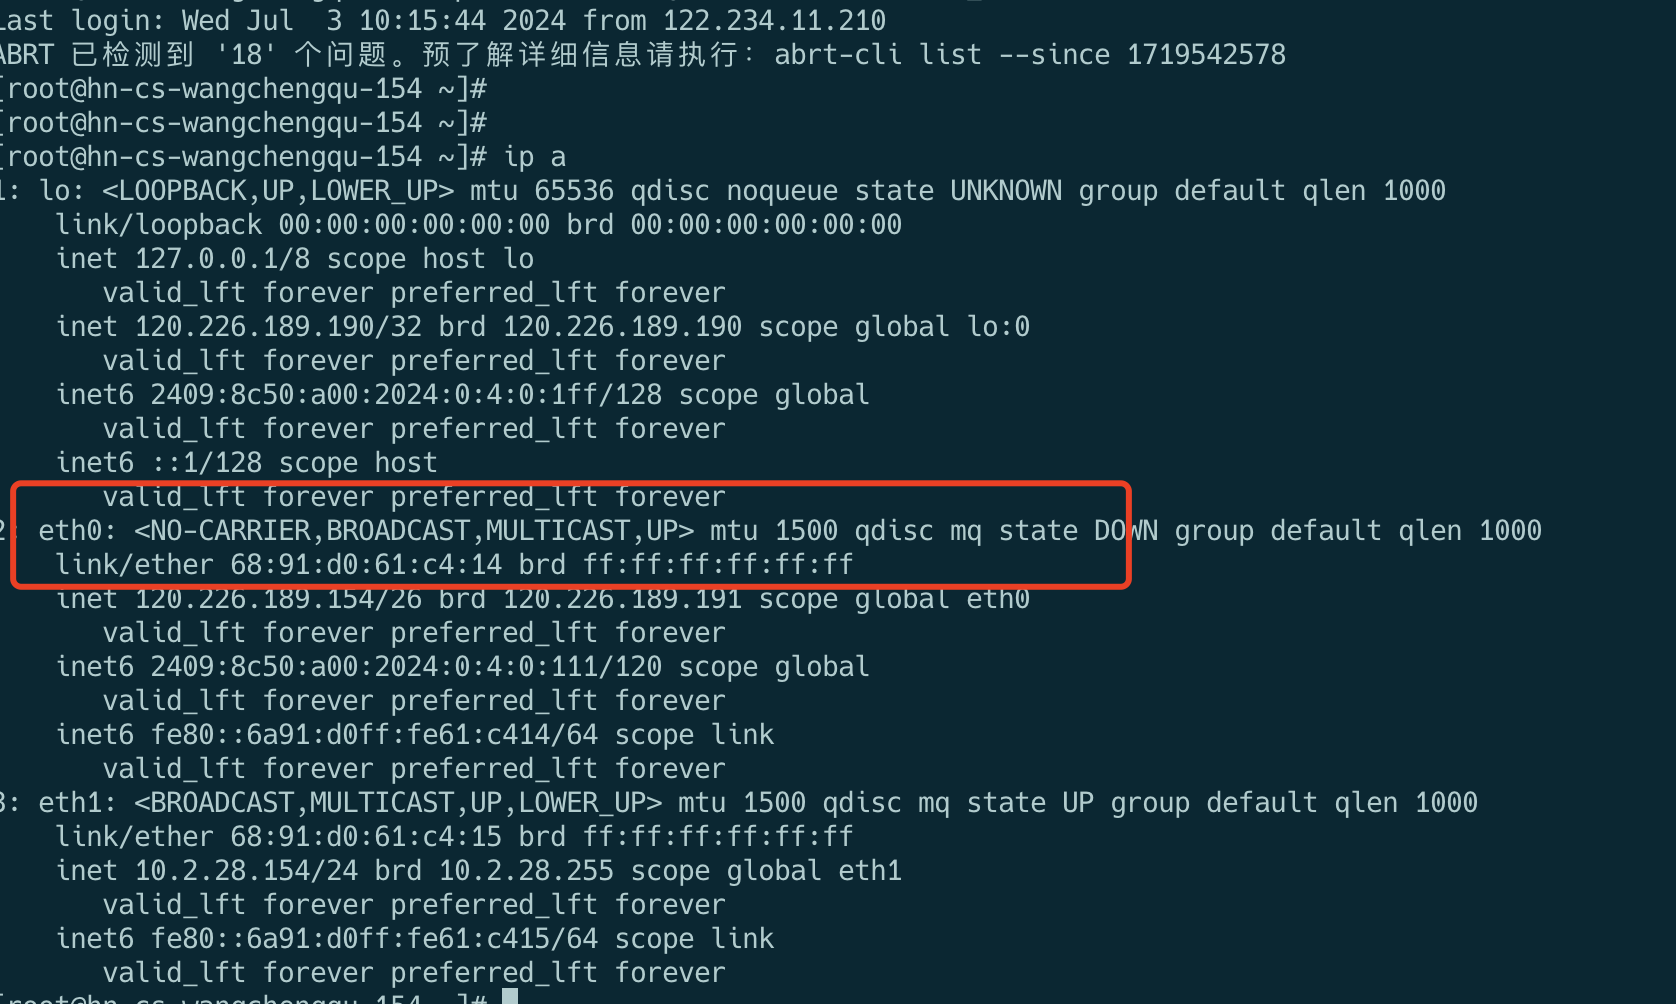 Last login: Wed Jul  3 10:15:44 2024 from 122.234.11.210
ABRT 已检测到 '18' 个问题。预了解详细信息请执行：abrt-cli list --since 1719542578
[root@hn-cs-wangchengqu-154 ~]#
[root@hn-cs-wangchengqu-154 ~]#
[root@hn-cs-wangchengqu-154 ~]# ip a
1: lo: <LOOPBACK,UP,LOWER_UP> mtu 65536 qdisc noqueue state UNKNOWN group default qlen 1000
    link/loopback 00:00:00:00:00:00 brd 00:00:00:00:00:00
    inet 127.0.0.1/8 scope host lo
       valid_lft forever preferred_lft forever
    inet 120.226.189.190/32 brd 120.226.189.190 scope global lo:0
       valid_lft forever preferred_lft forever
    inet6 2409:8c50:a00:2024:0:4:0:1ff/128 scope global
       valid_lft forever preferred_lft forever
    inet6 ::1/128 scope host
       valid_lft forever preferred_lft forever
2: eth0: <NO-CARRIER,BROADCAST,MULTICAST,UP> mtu 1500 qdisc mq state DOWN group default qlen 1000
    link/ether 68:91:d0:61:c4:14 brd ff:ff:ff:ff:ff:ff
    inet 120.226.189.154/26 brd 120.226.189.191 scope global eth0
       valid_lft forever preferred_lft forever
    inet6 2409:8c50:a00:2024:0:4:0:111/120 scope global
       valid_lft forever preferred_lft forever
    inet6 fe80::6a91:d0ff:fe61:c414/64 scope link
       valid_lft forever preferred_lft forever
3: eth1: <BROADCAST,MULTICAST,UP,LOWER_UP> mtu 1500 qdisc mq state UP group default qlen 1000
    link/ether 68:91:d0:61:c4:15 brd ff:ff:ff:ff:ff:ff
    inet 10.2.28.154/24 brd 10.2.28.255 scope global eth1
       valid_lft forever preferred_lft forever
    inet6 fe80::6a91:d0ff:fe61:c415/64 scope link
       valid_lft forever preferred_lft forever
[root@hn-cs-wangchengqu-154 ~]#